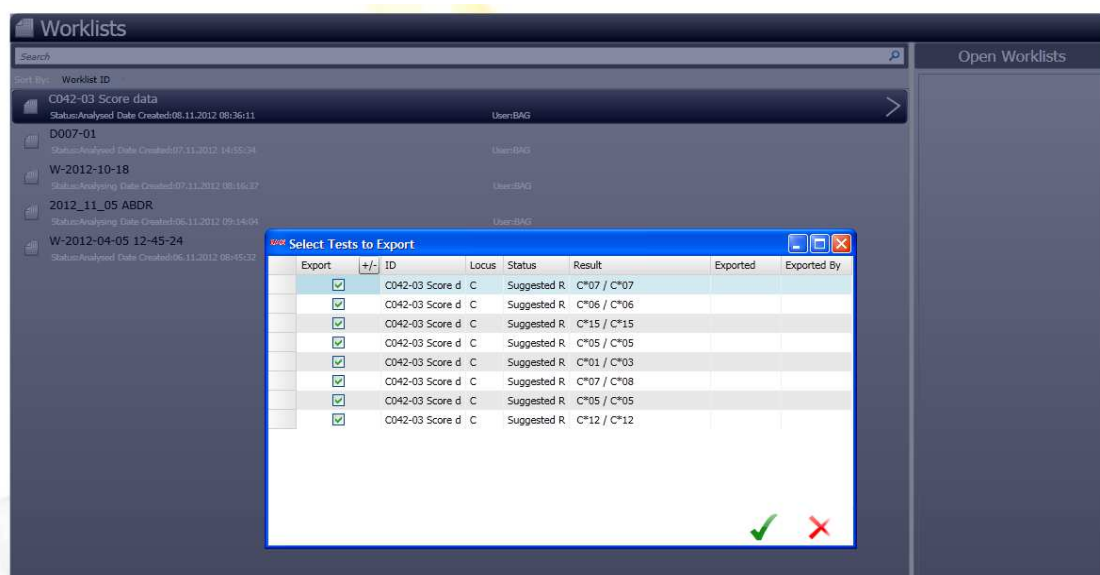 Worklists
Search
Open Worklists
Sort By: Worklist ID
C042-03 Score data
Status:Analysed Date Created:08.11.2012 08:36:11 User:BAG
D007-01
Status:Analysed Date Created:07.11.2012 14:55:34 User:BAG
W-2012-10-18
Status:Analysing Date Created:07.11.2012 08:16:37 User:BAG
2012_11_05 ABDR
Status:Analysing Date Created:06.11.2012 09:14:04 User:BAG
W-2012-04-05 12-45-24
Status:Analysed Date Created:06.11.2012 08:45:32
Select Tests to Export
Export +/- ID Locus Status Result Exported Exported By
C042-03 Score d C Suggested R C*07 / C*07
C042-03 Score d C Suggested R C*06 / C*06
C042-03 Score d C Suggested R C*15 / C*15
C042-03 Score d C Suggested R C*05 / C*05
C042-03 Score d C Suggested R C*01 / C*03
C042-03 Score d C Suggested R C*07 / C*08
C042-03 Score d C Suggested R C*05 / C*05
C042-03 Score d C Suggested R C*12 / C*12